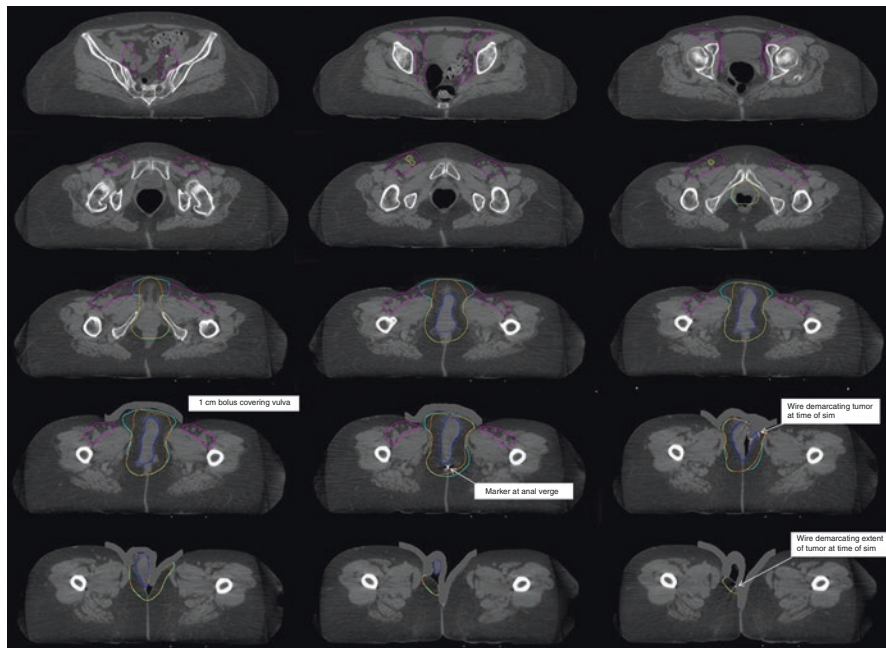 1 cm bolus covering vulva
Wire demarcating tumor
at time of sim
Marker at anal verge
Wire demarcating extent
of tumor at time of sim